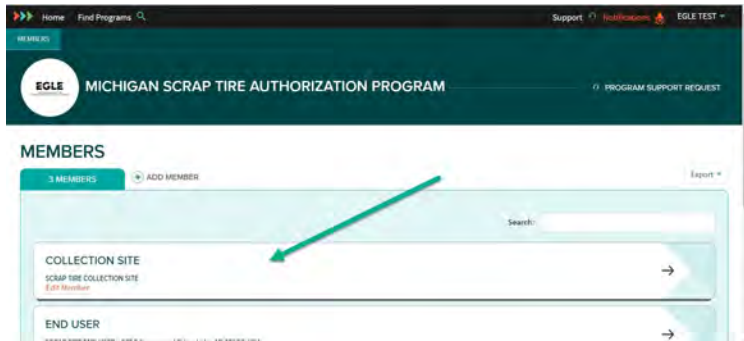 Home Find Programs Support Notifications EGLE TEST
MEMBERS
EGLE MICHIGAN SCRAP TIRE AUTHORIZATION PROGRAM PROGRAM SUPPORT REQUEST
MEMBERS
3 MEMBERS ADD MEMBER Export
Search:
COLLECTION SITE
SCRAP TIRE COLLECTION SITE
Edit Member
END USER